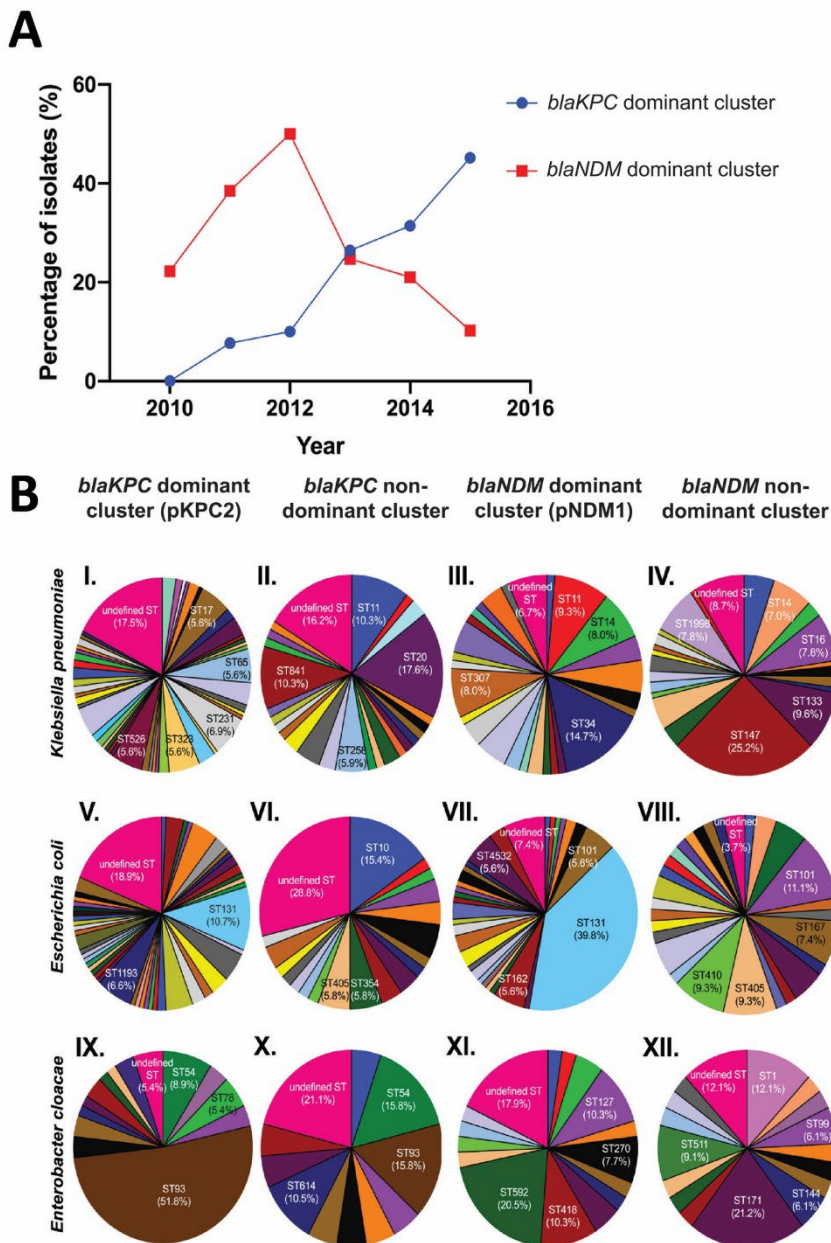 A
Percentage of isolates (%)
60
40
20
0
2010
2012
2014
2016
Year
blaKPC dominant cluster
blaNDM dominant cluster
B
blaKPC dominant
cluster (pKPC2)
blaKPC non-
dominant cluster
blaNDM dominant
cluster (pNDM1)
blaNDM non-
dominant cluster
Klebsiella pneumoniae
I.
undefined ST
(17.5%)
ST17
(5.6%)
ST65
(5.6%)
ST231
(6.9%)
ST323
(5.6%)
ST526
(5.6%)
II.
undefined ST
(16.2%)
ST11
(10.3%)
ST20
(17.6%)
ST258
(5.9%)
ST841
(10.3%)
III.
undefined
ST
(6.7%)
ST11
(9.3%)
ST14
(8.0%)
ST34
(14.7%)
ST307
(8.0%)
IV.
undefined ST
(8.7%)
ST14
(7.0%)
ST16
(7.8%)
ST133
(9.6%)
ST147
(25.2%)
ST1998
(7.8%)
Escherichia coli
V.
undefined ST
(18.9%)
ST131
(10.7%)
ST1193
(6.6%)
VI.
undefined ST
(28.8%)
ST10
(15.4%)
ST354
(5.8%)
ST405
(5.8%)
VII.
undefined ST
(7.4%)
ST101
(5.6%)
ST131
(39.8%)
ST162
(5.6%)
ST4532
(5.6%)
VIII.
undefined
ST
(3.7%)
ST101
(11.1%)
ST167
(7.4%)
ST405
(9.3%)
ST410
(9.3%)
Enterobacter cloacae
IX.
undefined
ST
(5.4%)
ST54
(8.9%)
ST78
(5.4%)
ST93
(51.8%)
X.
undefined ST
(21.1%)
ST54
(15.8%)
ST93
(15.8%)
ST614
(10.5%)
XI.
undefined ST
(17.9%)
ST127
(10.3%)
ST270
(7.7%)
ST418
(10.3%)
ST592
(20.5%)
XII.
undefined ST
(12.1%)
ST1
(12.1%)
ST99
(6.1%)
ST144
(6.1%)
ST171
(21.2%)
ST511
(9.1%)